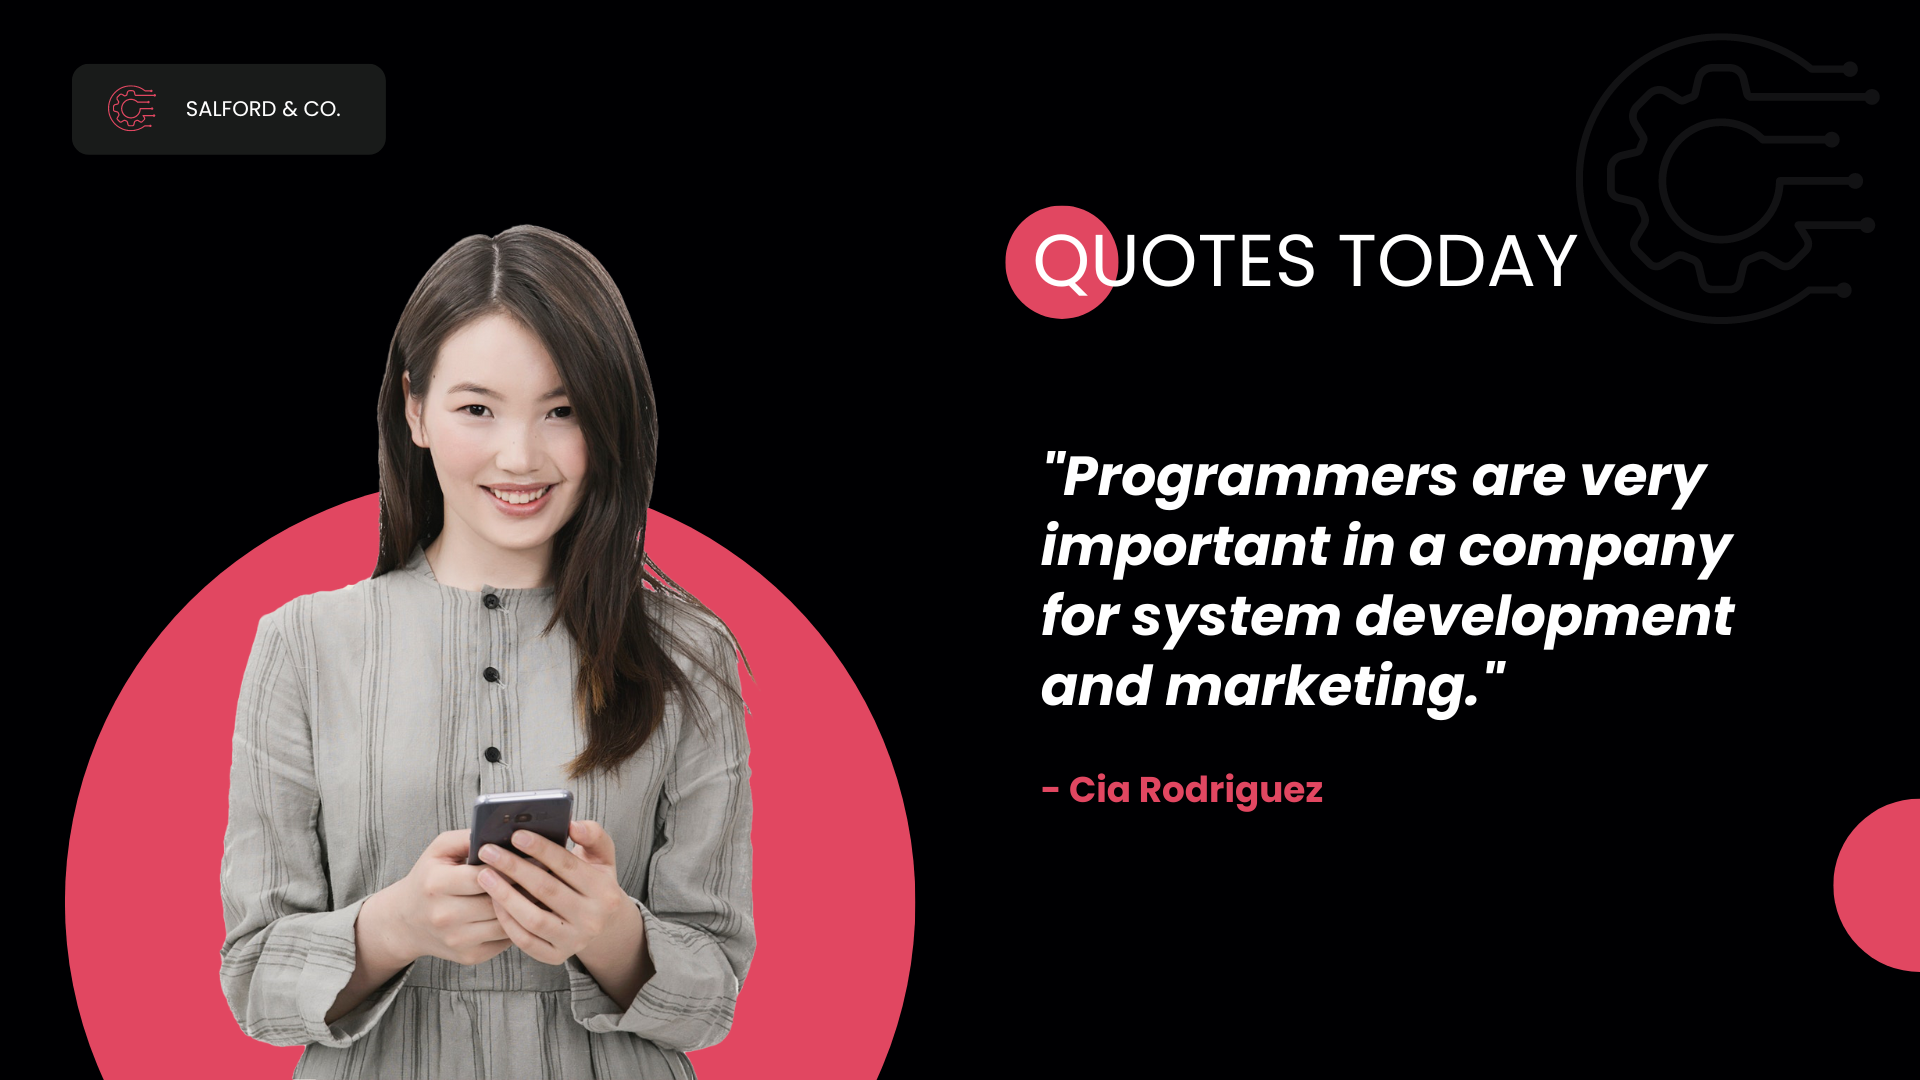 SALFORD & CO.
QUOTES TODAY
"Programmers are very
important in a company
for system development
and marketing."
- Cia Rodriguez